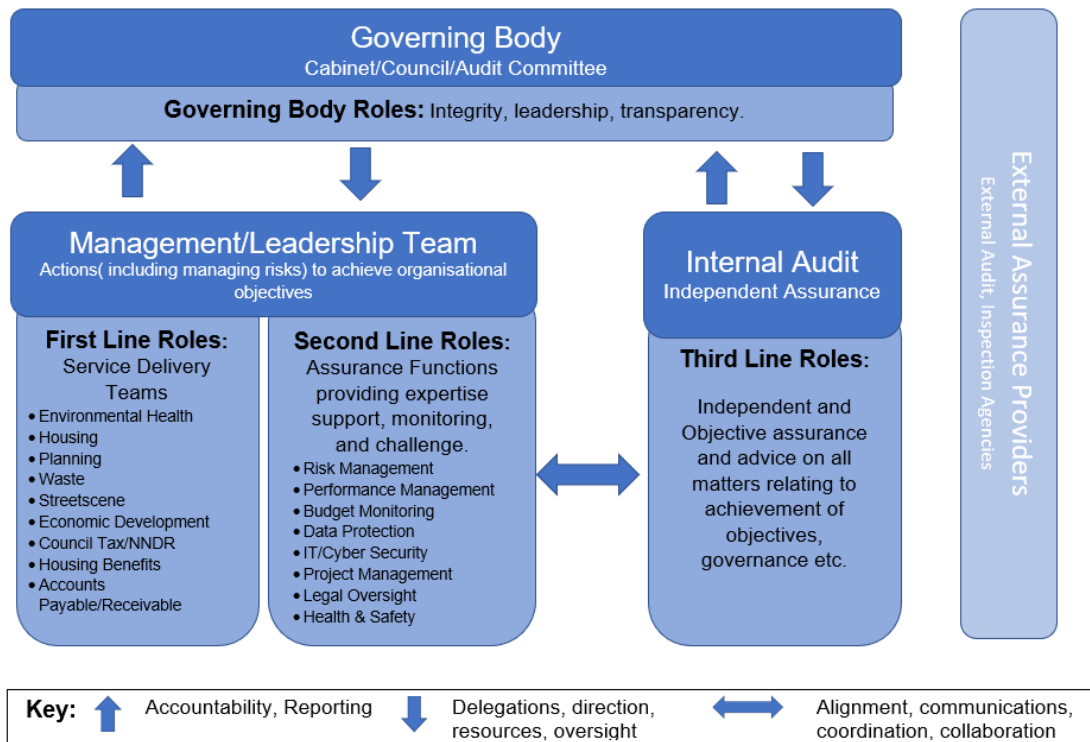 Governing Body
Cabinet/Council/Audit Committee
Governing Body Roles: Integrity, leadership, transparency.
Management/Leadership Team
Actions( including managing risks) to achieve organisational
objectives
First Line Roles:
Service Delivery
Teams
• Environmental Health
• Housing
• Planning
• Waste
• Streetscene
• Economic Development
• Council Tax/NNDR
• Housing Benefits
• Accounts
Payable/Receivable
Second Line Roles:
Assurance Functions
providing expertise
support, monitoring,
and challenge.
• Risk Management
• Performance Management
• Budget Monitoring
• Data Protection
• IT/Cyber Security
• Project Management
• Legal Oversight
• Health & Safety
Internal Audit
Independent Assurance
Third Line Roles:
Independent and
Objective assurance
and advice on all
matters relating to
achievement of
objectives,
governance etc.
External Assurance Providers
External Audit, Inspection Agencies
Key:
Accountability, Reporting
Delegations, direction,
resources, oversight
Alignment, communications,
coordination, collaboration